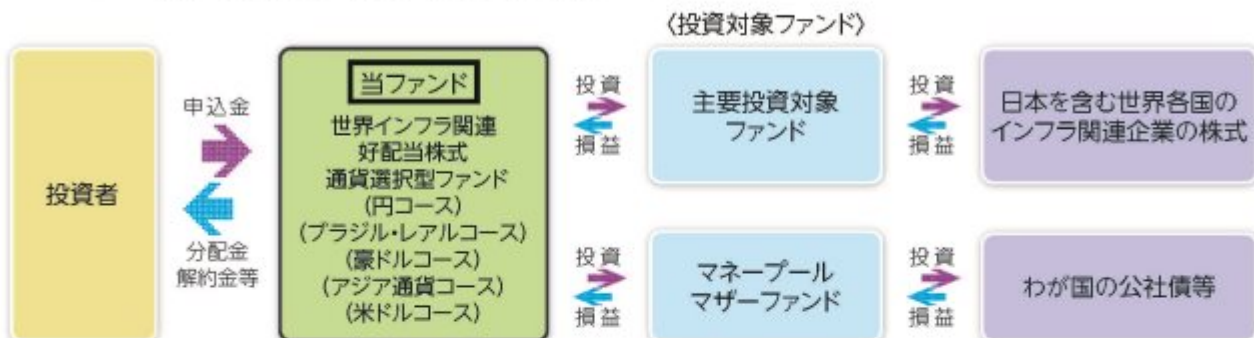 〈投資対象ファンド〉
投資者
申込金
分配金
解約金等
当ファンド
世界インフラ関連
好配当株式
通貨選択型ファンド
(円コース)
(ブラジル・レアルコース)
(豪ドルコース)
(アジア通貨コース)
(米ドルコース)
投資
損益
主要投資対象
ファンド
投資
損益
日本を含む世界各国の
インフラ関連企業の株式
投資
損益
マネープール
マザーファンド
投資
損益
わが国の公社債等